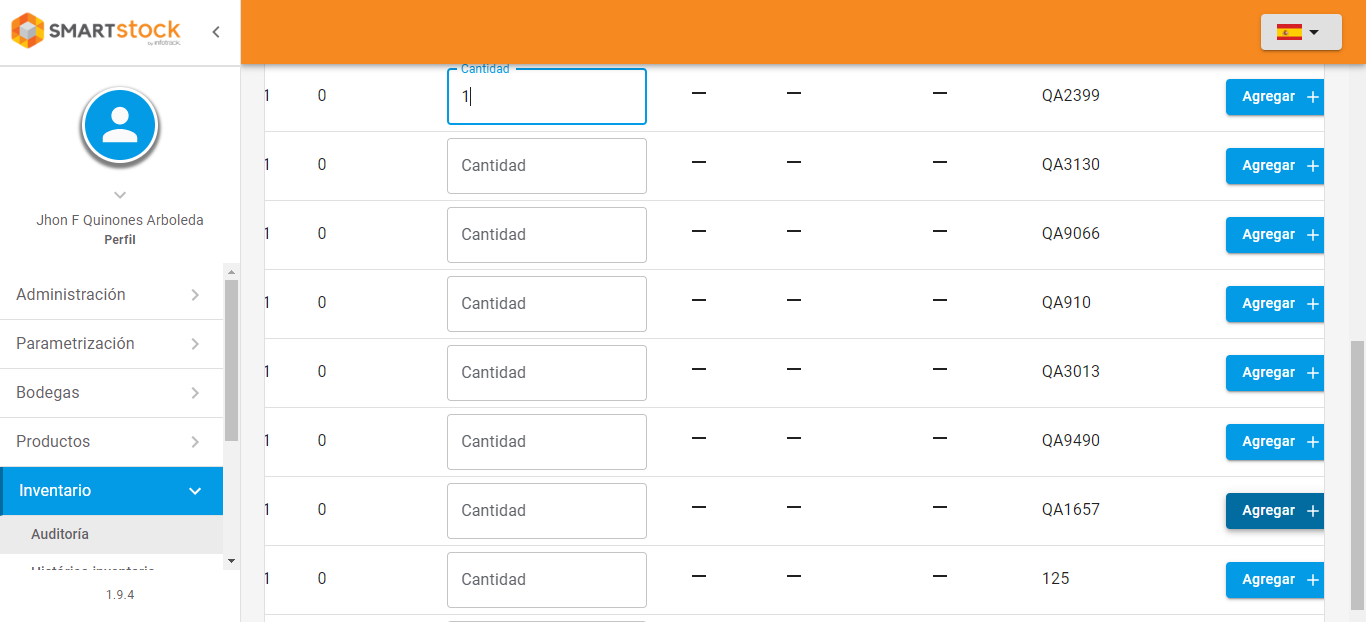 SMARTstock
by infotrack.
Jhon F Quinones Arboleda
Perfil
Administración
Parametrización
Bodegas
Productos
Inventario
Auditoría
Histórico inventario
1.9.4
Cantidad
1 0 1 — — — QA2399 Agregar +
1 0 Cantidad — — — QA3130 Agregar +
1 0 Cantidad — — — QA9066 Agregar +
1 0 Cantidad — — — QA910 Agregar +
1 0 Cantidad — — — QA3013 Agregar +
1 0 Cantidad — — — QA9490 Agregar +
1 0 Cantidad — — — QA1657 Agregar +
1 0 Cantidad — — — 125 Agregar +